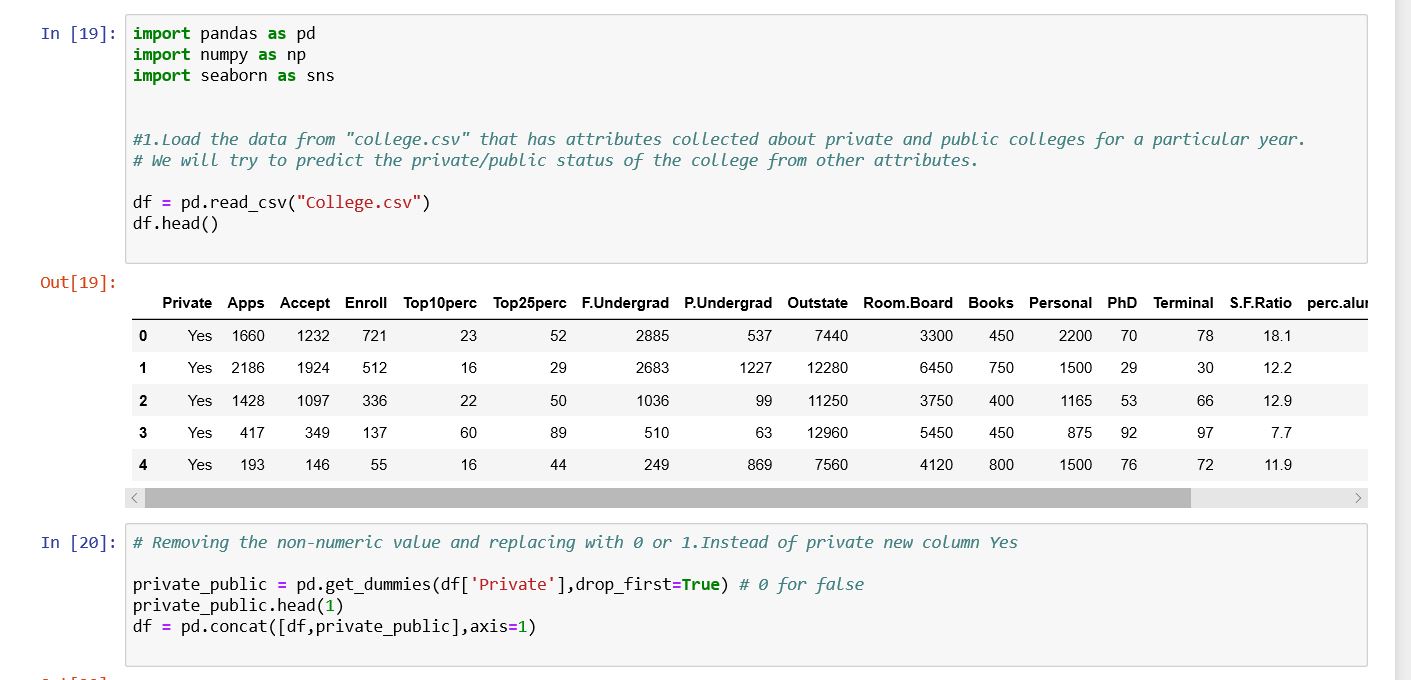 In [19]: import pandas as pd
import numpy as np
import seaborn as sns
#1.Load the data from "college.csv" that has attributes collected about private and public colleges for a particular year.
# We will try to predict the private/public status of the college from other attributes.
df = pd.read_csv("College.csv")
df.head()
Out[19]:
Private Apps Accept Enroll Top10perc Top25perc F.Undergrad P.Undergrad Outstate Room.Board Books Personal PhD Terminal S.F.Ratio perc.alu
0 Yes 1660 1232 721 23 52 2885 537 7440 3300 450 2200 70 78 18.1
1 Yes 2186 1924 512 16 29 2683 1227 12280 6450 750 1500 29 30 12.2
2 Yes 1428 1097 336 22 50 1036 99 11250 3750 400 1165 53 66 12.9
3 Yes 417 349 137 60 89 510 63 12960 5450 450 875 92 97 7.7
4 Yes 193 146 55 16 44 249 869 7560 4120 800 1500 76 72 11.9
In [20]: # Removing the non-numeric value and replacing with 0 or 1.Instead of private new column Yes
private_public = pd.get_dummies(df['Private'],drop_first=True) # 0 for false
private_public.head(1)
df = pd.concat([df,private_public],axis=1)